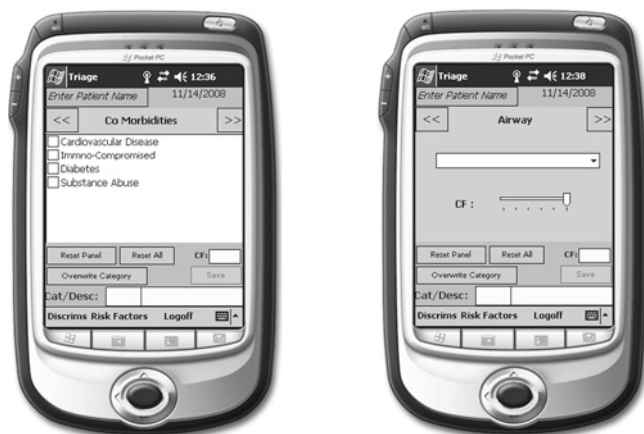 Pocket PC
Triage 12:36
Enter Patient Name 11/14/2008
<< Co Morbidities >>
Cardiovascular Disease
Immno-Compromised
Diabetes
Substance Abuse
Reset Panel Reset All CF:
Overwrite Category Save
Cat/Desc:
Discrims Risk Factors Logoff
Pocket PC
Triage 12:38
Enter Patient Name 11/14/2008
<< Airway >>
CF :
Reset Panel Reset All CF:
Overwrite Category Save
Cat/Desc:
Discrims Risk Factors Logoff